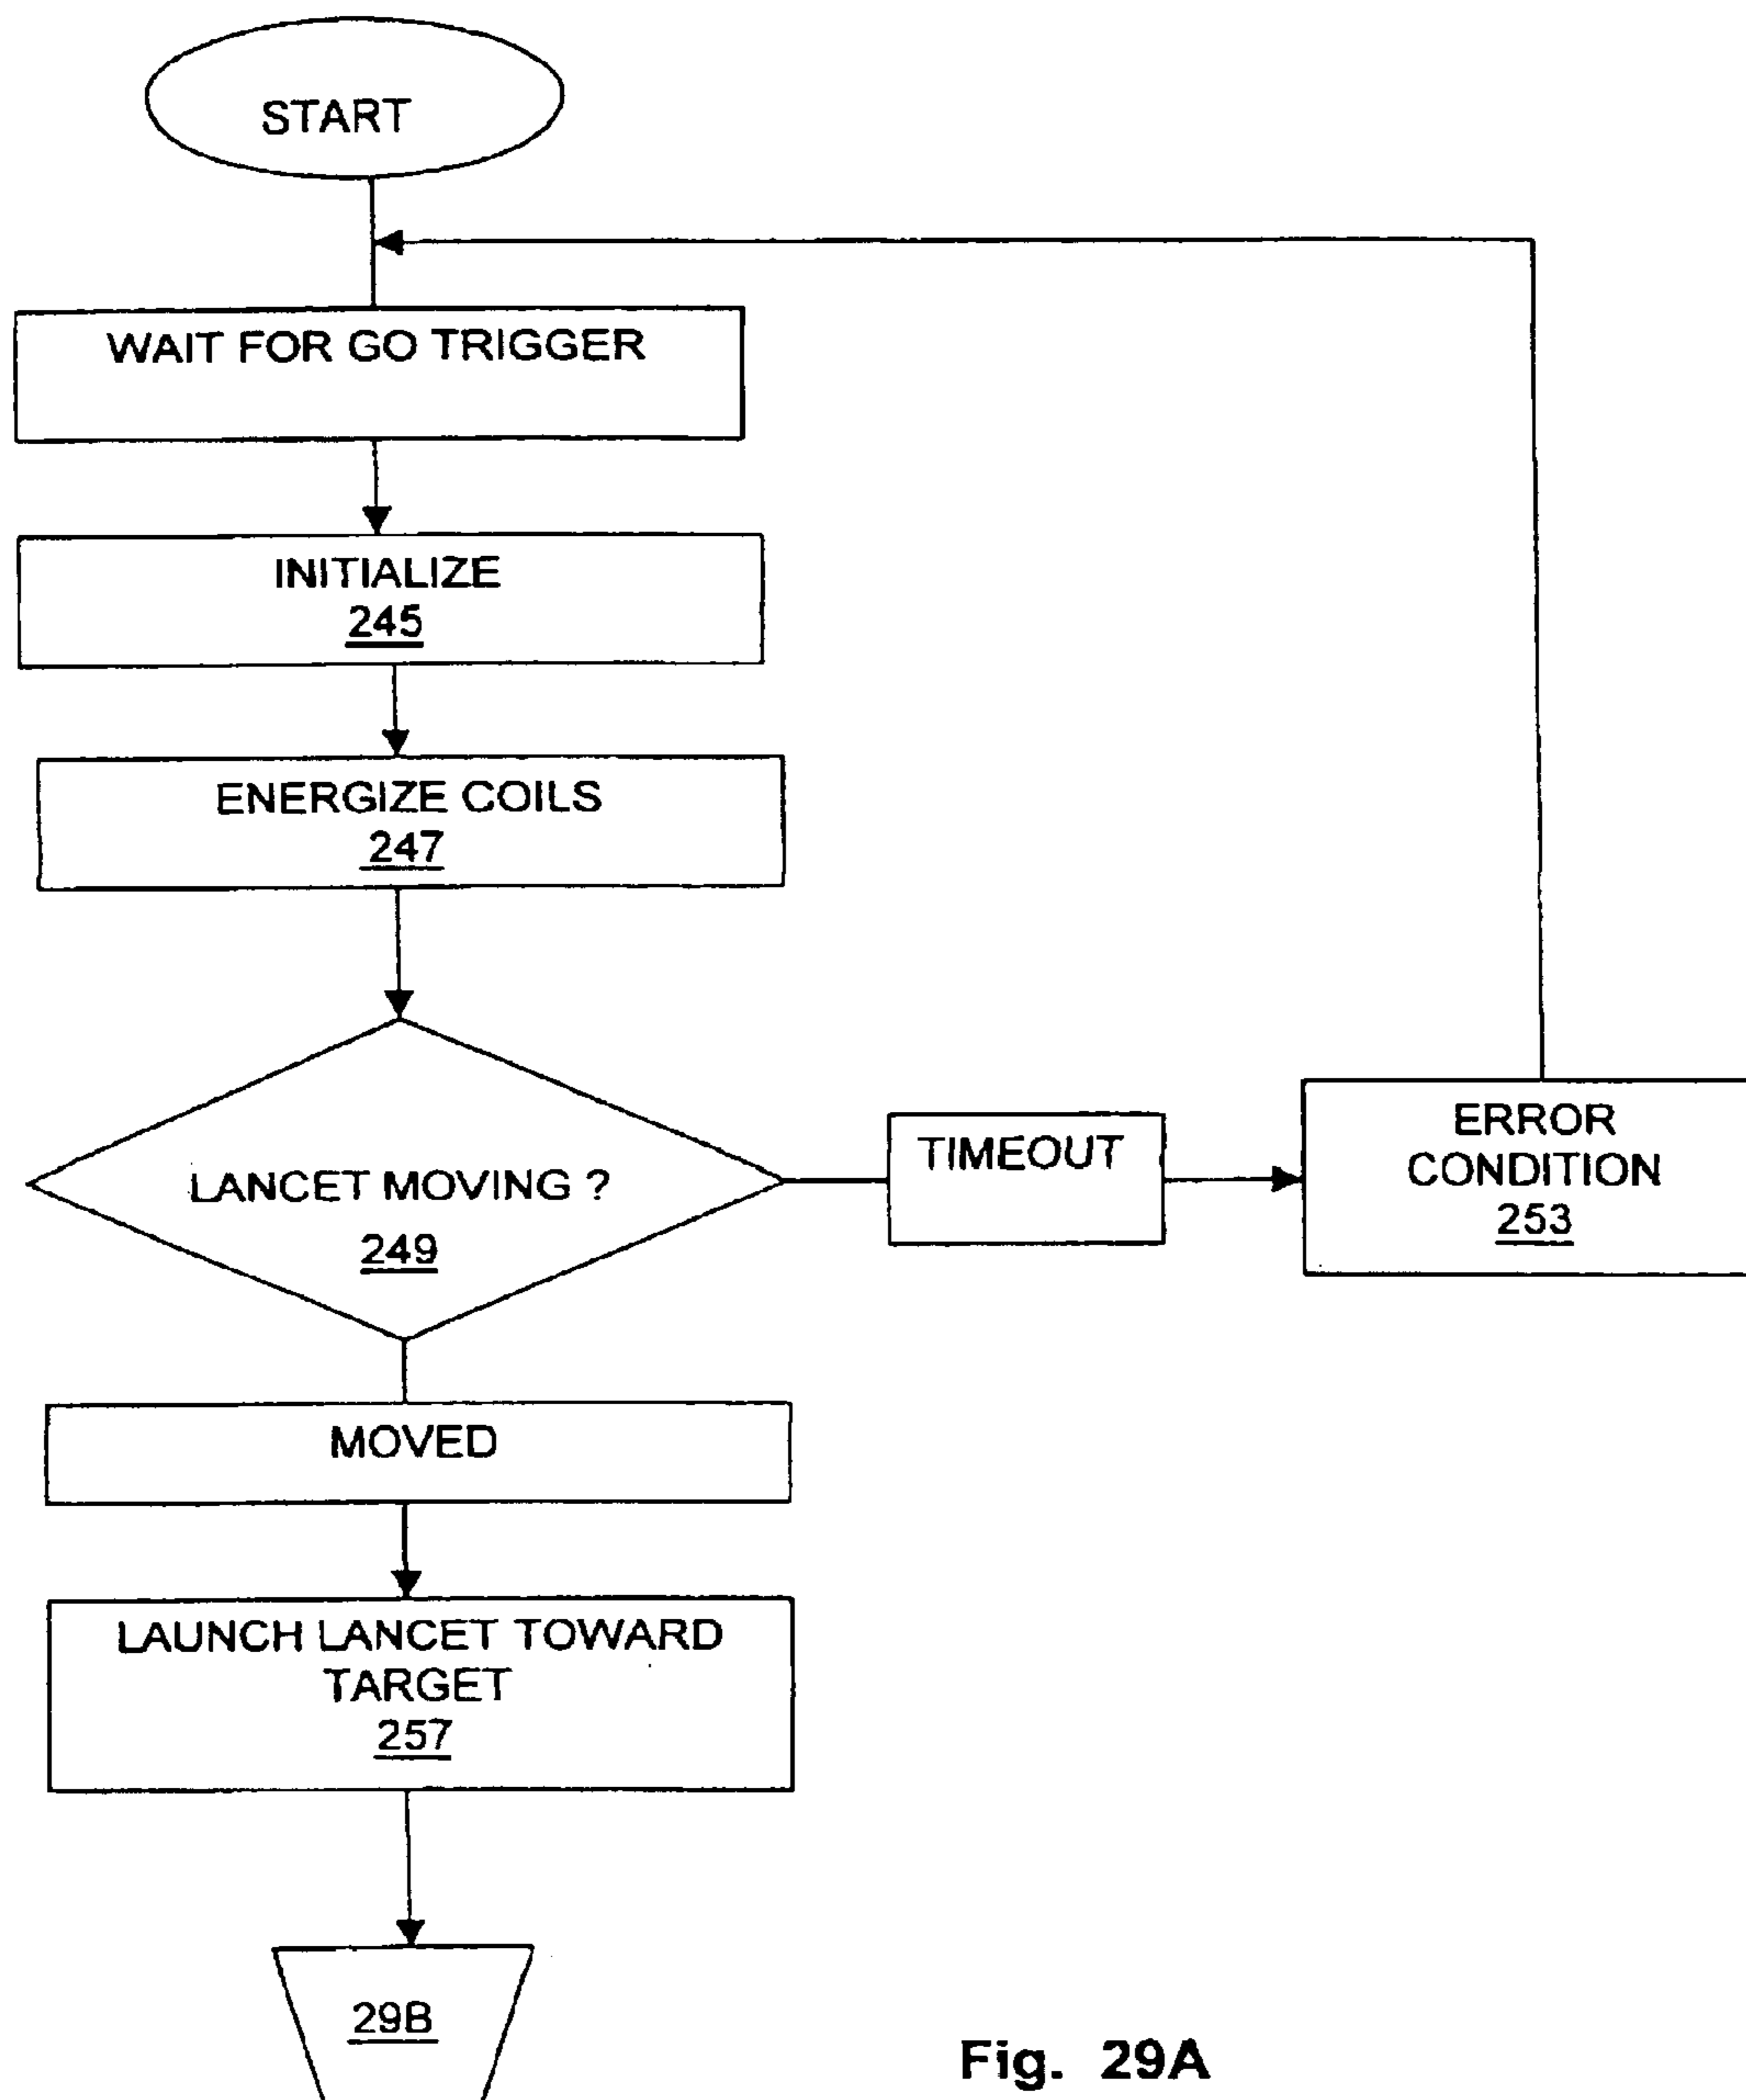 START
WAIT FOR GO TRIGGER
INITIALIZE
245
ENERGIZE COILS
247
LANCET MOVING ?
249
TIMEOUT
ERROR
CONDITION
253
MOVED
LAUNCH LANCET TOWARD
TARGET
257
29B
Fig. 29A